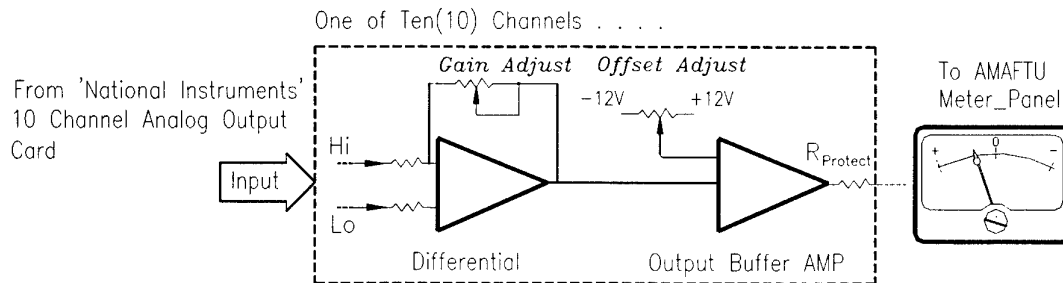 One of Ten(10) Channels . . . .
Gain Adjust
Offset Adjust
-12V
+12V
From 'National Instruments'
10 Channel Analog Output
Card
Input
Hi
Lo
Differential
Output Buffer AMP
RProtect
To AMAFTU
Meter_Panel
+
0
-